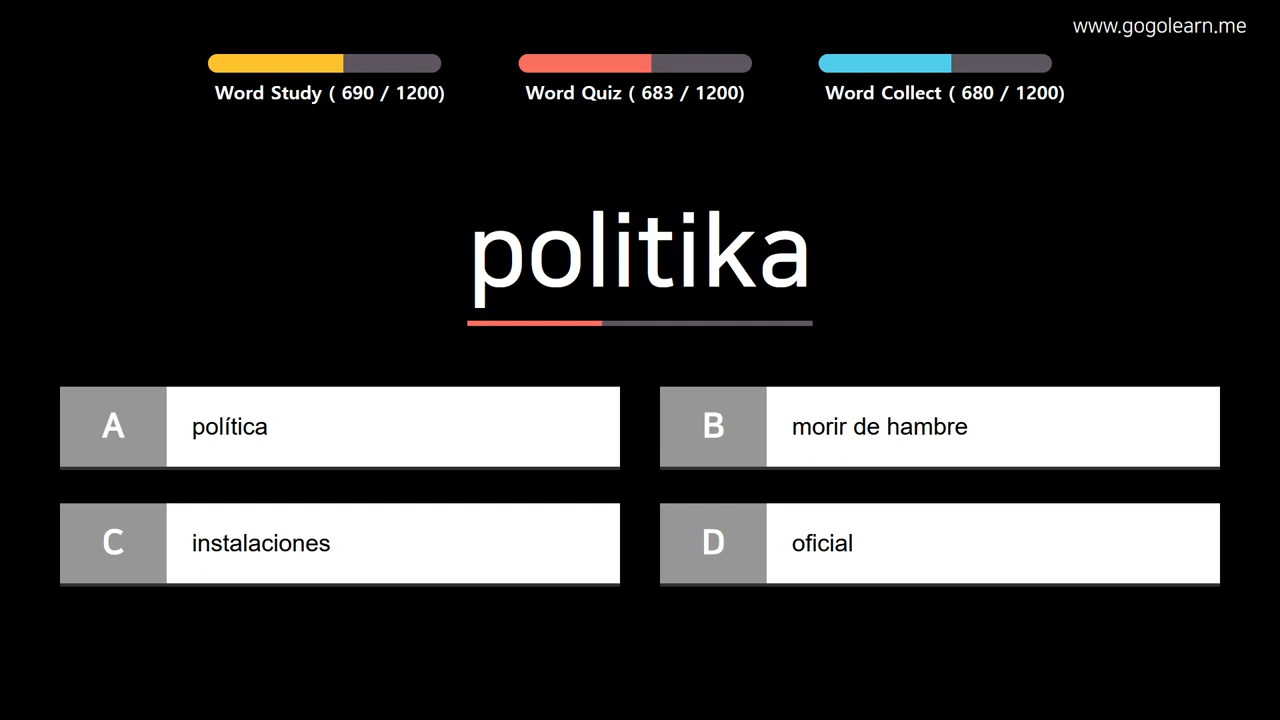 www.gogolearn.me
Word Study ( 690 / 1200)
Word Quiz ( 683 / 1200)
Word Collect ( 680 / 1200)
politika
A
política
B
morir de hambre
C
instalaciones
D
oficial